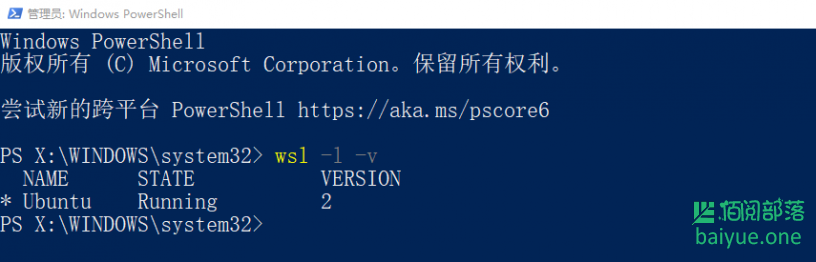 管理员: Windows PowerShell
Windows PowerShell
版权所有 (C) Microsoft Corporation。保留所有权利。
尝试新的跨平台 PowerShell https://aka.ms/pscore6
PS X:\WINDOWS\system32> wsl -l -v
NAME STATE VERSION
* Ubuntu Running 2
PS X:\WINDOWS\system32>
佰阅部落
baiyue.one